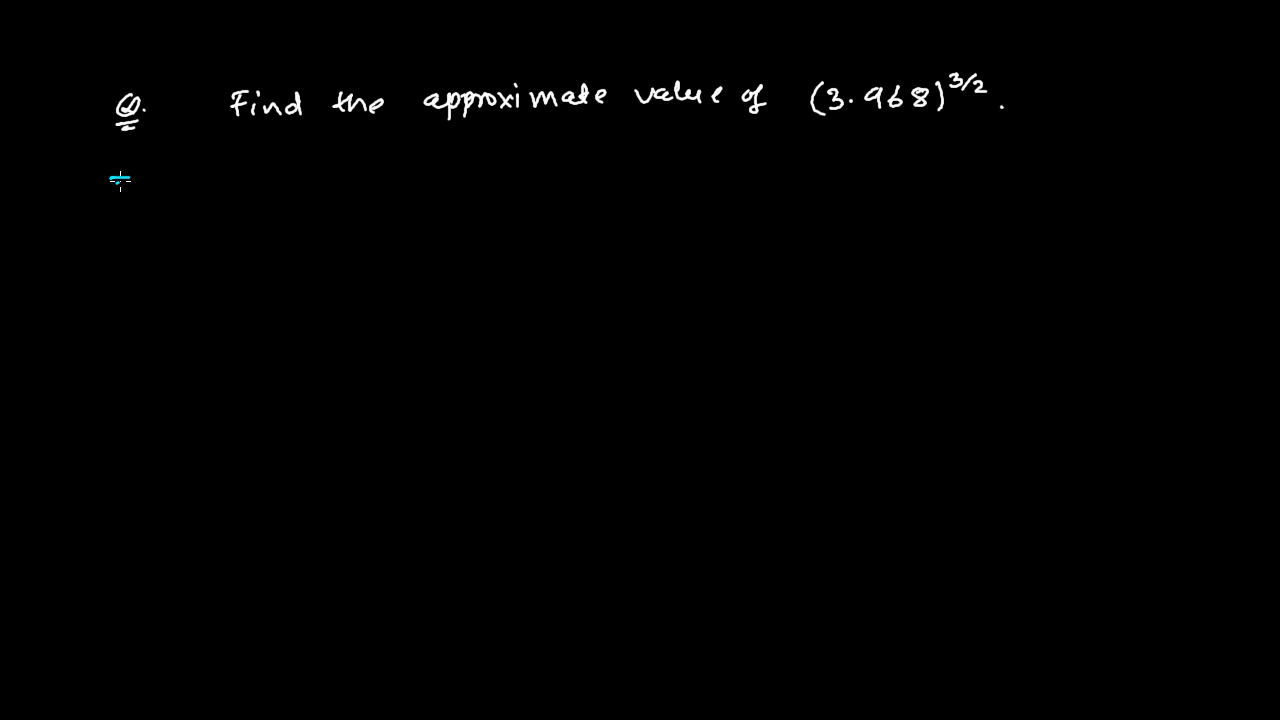 Q. Find the approximate value of (3.968)^3/2.